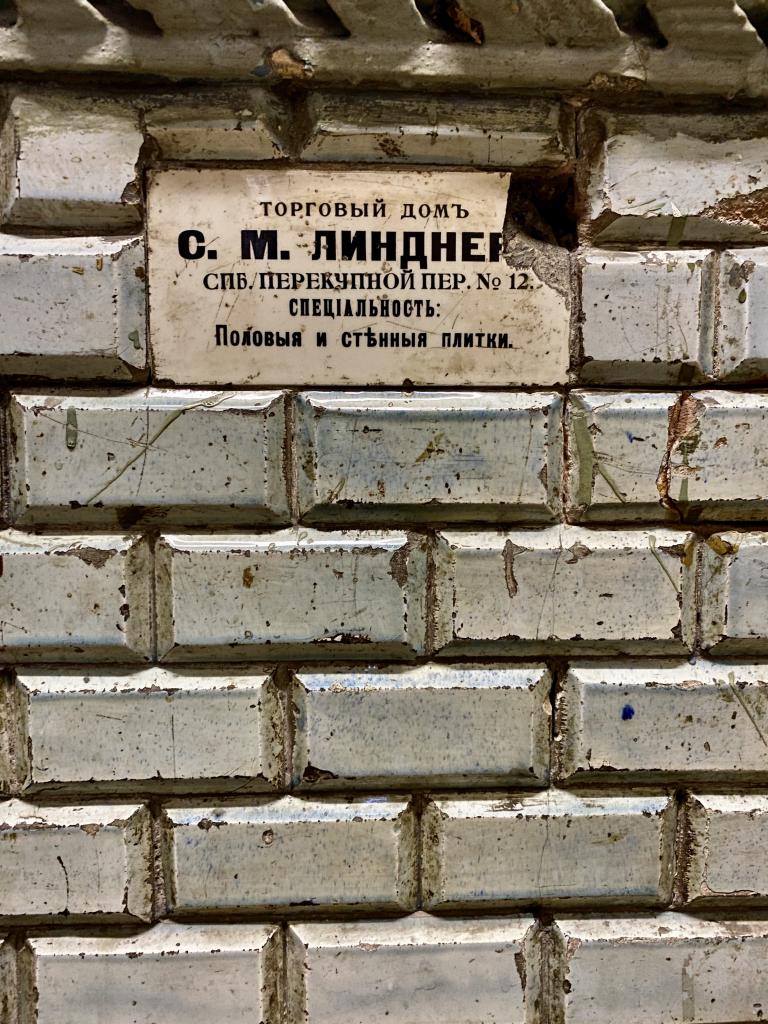 ТОРГОВЫЙ ДОМЪ
С. М. ЛИНДНЕР
СПБ. ПЕРЕКУПНОЙ ПЕР. № 12.
СПЕЦІАЛЬНОСТЬ:
Половыя и стѣнныя плитки.